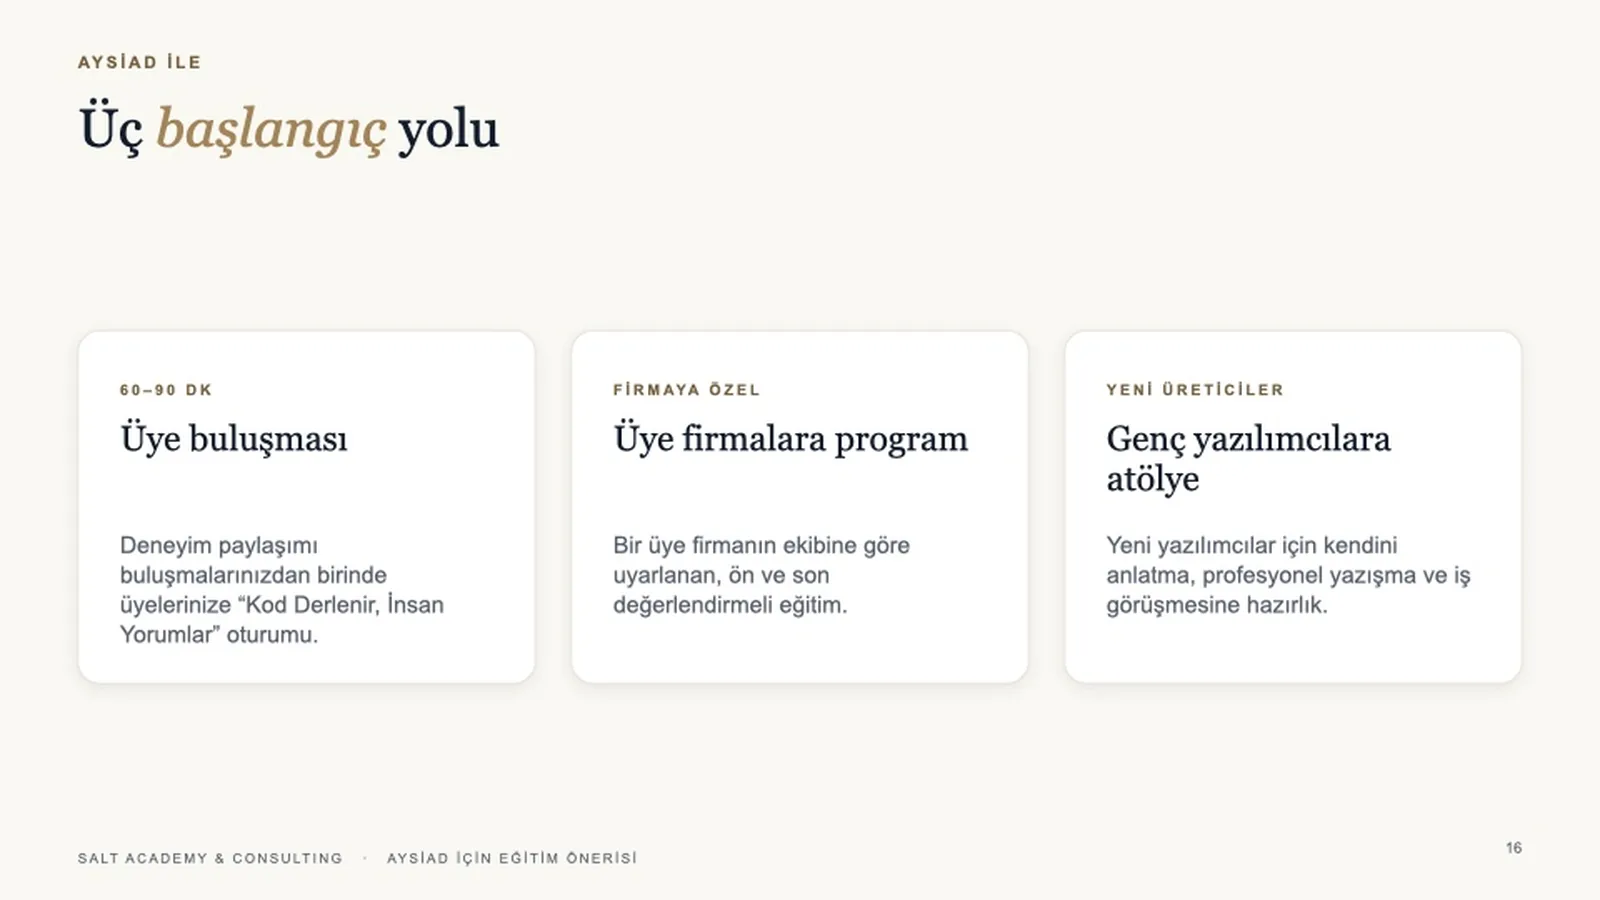 AYSİAD İLE
Üç başlangıç yolu
60–90 DK
Üye buluşması
Deneyim paylaşımı
buluşmalarınızdan birinde
üyelerinize “Kod Derlenir, İnsan
Yorumlar” oturumu.
FİRMAYA ÖZEL
Üye firmalara program
Bir üye firmanın ekibine göre
uyarlanan, ön ve son
değerlendirmeli eğitim.
YENİ ÜRETİCİLER
Genç yazılımcılara
atölye
Yeni yazılımcılar için kendini
anlatma, profesyonel yazışma ve iş
görüşmesine hazırlık.
SALT ACADEMY & CONSULTING · AYSİAD İÇİN EĞİTİM ÖNERİSİ
16